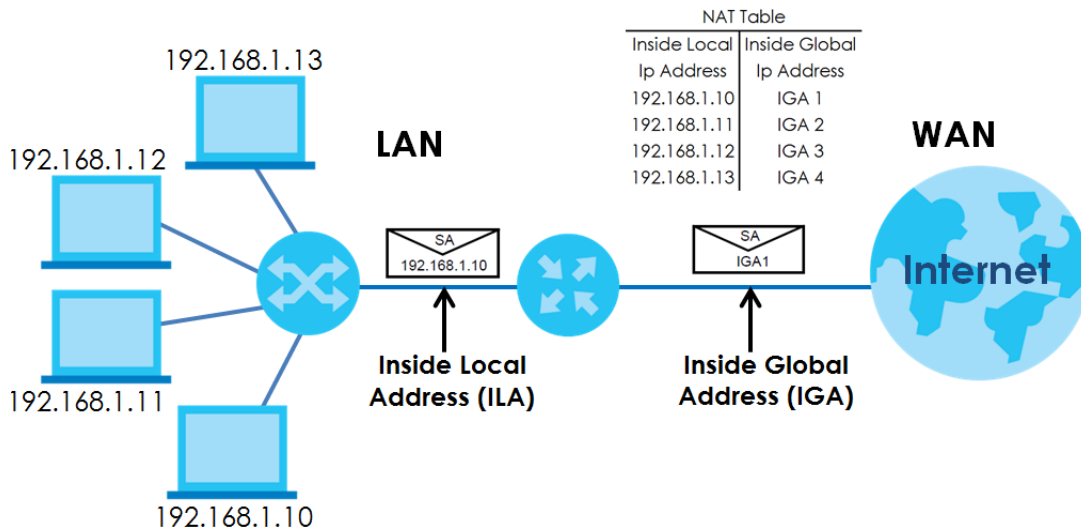 NAT Table
Inside Local Inside Global
Ip Address Ip Address
192.168.1.10 IGA 1
192.168.1.11 IGA 2
192.168.1.12 IGA 3
192.168.1.13 IGA 4
192.168.1.13
LAN
WAN
192.168.1.12
SA
192.168.1.10
SA
IGA1
Internet
Inside Local
Address (ILA)
Inside Global
Address (IGA)
192.168.1.11
192.168.1.10